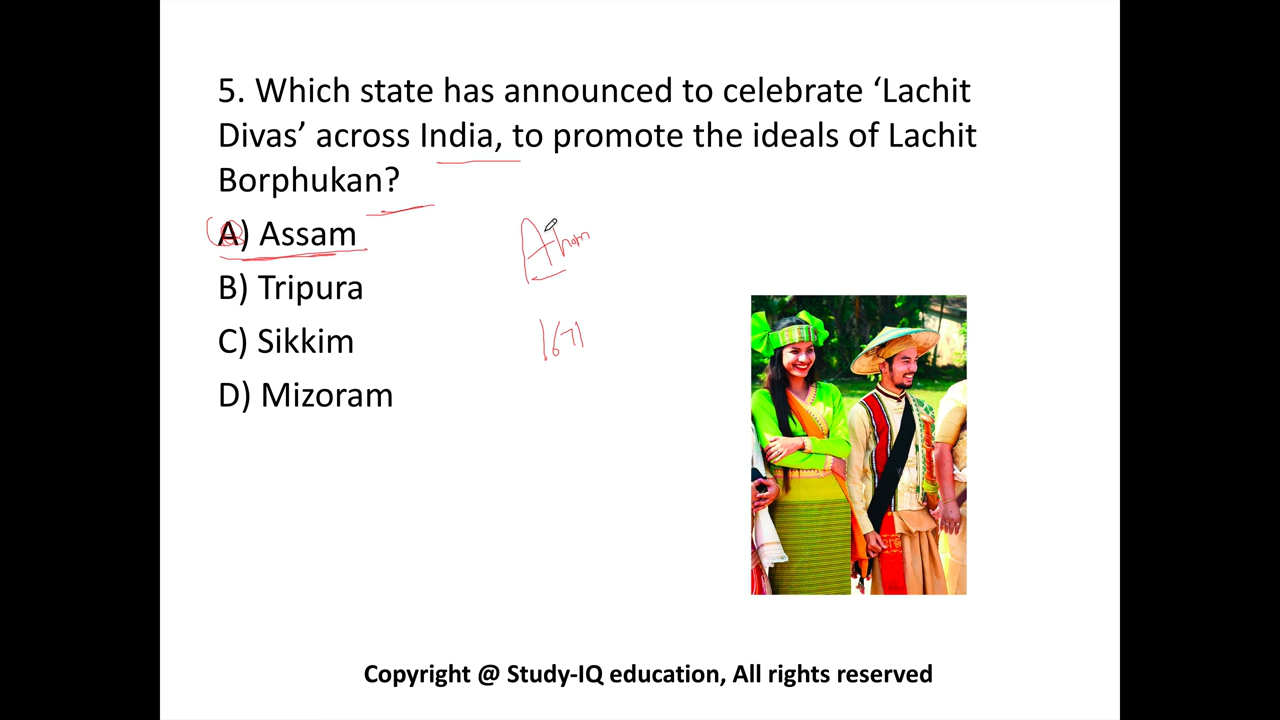 5. Which state has announced to celebrate ‘Lachit
Divas’ across India, to promote the ideals of Lachit
Borphukan?
A) Assam
Aham
B) Tripura
1671
C) Sikkim
D) Mizoram
Copyright @ Study-IQ education, All rights reserved